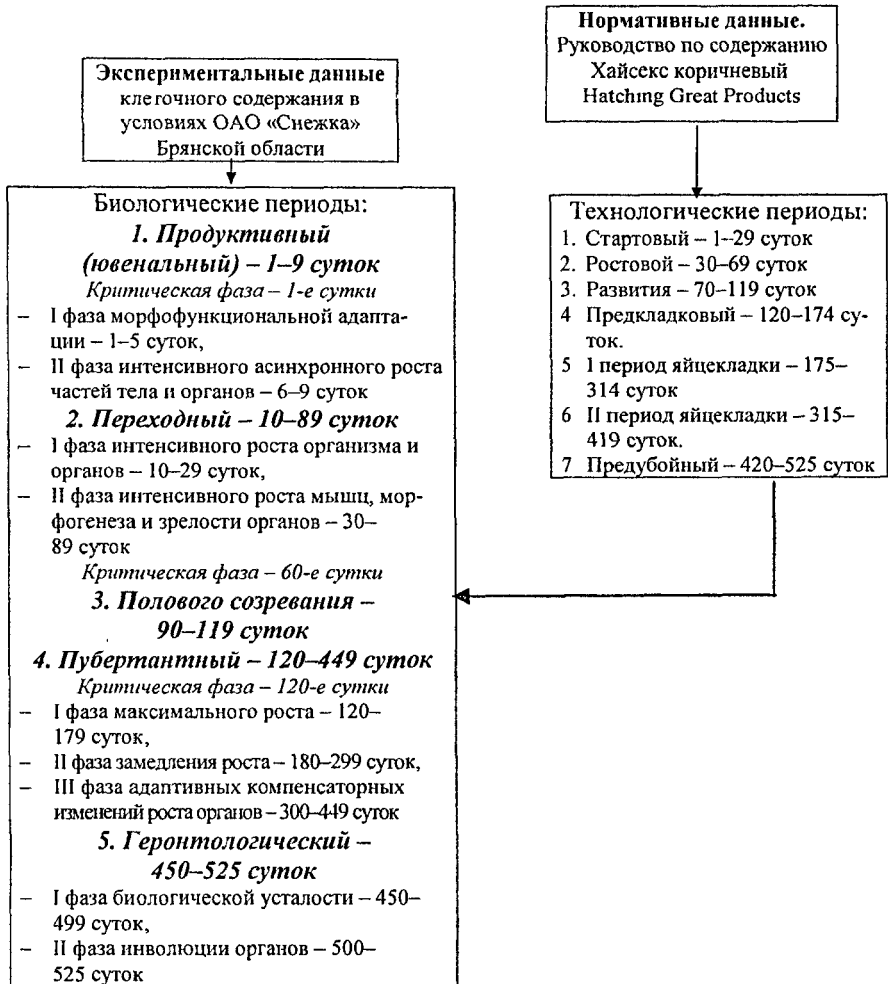 Экспериментальные данные
клеточного содержания в
условиях ОАО «Снежка»
Брянской области
Нормативные данные.
Руководство по содержанию
Хайсекс коричневый
Hatching Great Products
Биологические периоды:
1. Продуктивный
(ювенальный) – 1–9 суток
Критическая фаза – 1-е сутки
– I фаза морфофункциональной адапта-
ции – 1–5 суток,
– II фаза интенсивного асинхронного роста
частей тела и органов – 6–9 суток
2. Переходный – 10–89 суток
– I фаза интенсивного роста организма и
органов – 10–29 суток,
– II фаза интенсивного роста мышц, мор-
фогенеза и зрелости органов – 30–
89 суток
Критическая фаза – 60-е сутки
3. Полового созревания –
90–119 суток
4. Пубертантный – 120–449 суток
Критическая фаза – 120-е сутки
– I фаза максимального роста – 120–
179 суток,
– II фаза замедления роста – 180–299 суток,
– III фаза адаптивных компенсаторных
изменений роста органов – 300–449 суток
5. Геронтологический –
450–525 суток
– I фаза биологической усталости – 450–
499 суток,
– II фаза инволюции органов – 500–
525 суток
Технологические периоды:
1. Стартовый – 1–29 суток
2. Ростовой – 30–69 суток
3. Развития – 70–119 суток
4 Предкладковый – 120–174 су-
ток.
5 I период яйцекладки – 175–
314 суток
6 II период яйцекладки – 315–
419 суток.
7 Предубойный – 420–525 суток